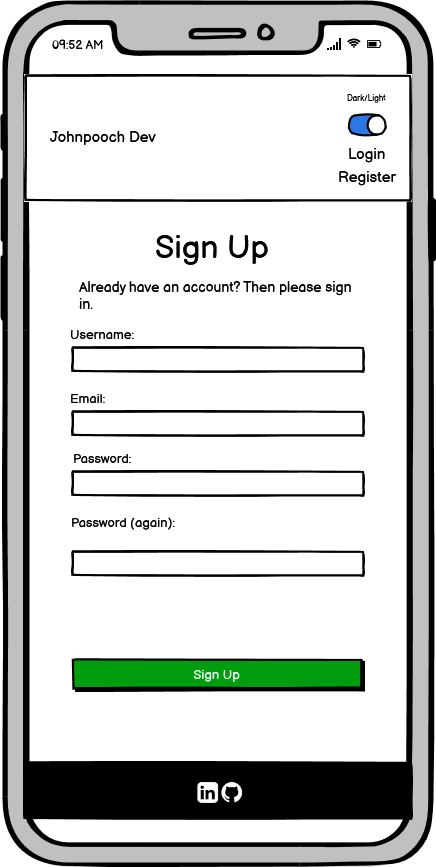 09:52 AM
Dark/Light
Johnpooch Dev
Login
Register
Sign Up
Already have an account? Then please sign
in.
Username:
Email:
Password:
Password (again):
Sign Up
in